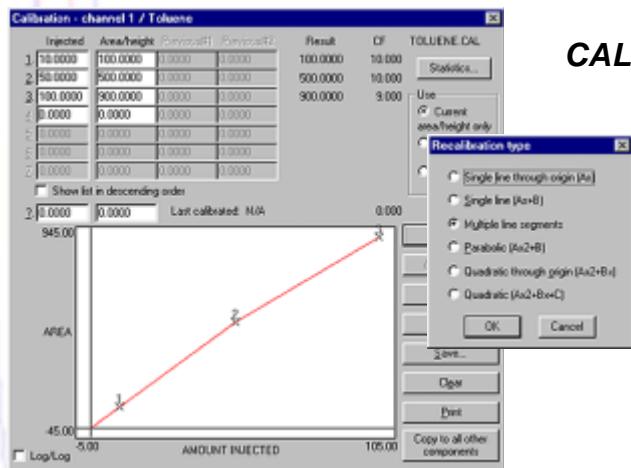 Calibration - channel 1 / Toluene
CAL
Injected Area/height Previous#1 Previous#2 Result CF TOLUENE.CAL
1 10.0000 100.0000 0.0000 0.0000 100.0000 10.000
Statistics...
2 50.0000 500.0000 0.0000 0.0000 500.0000 10.000
3 100.0000 900.0000 0.0000 0.0000 900.0000 9.000
Use
4 0.0000 0.0000 0.0000 0.0000
Current
area/height only
5 0.0000 0.0000 0.0000 0.0000
6 0.0000 0.0000 0.0000 0.0000
7 0.0000 0.0000 0.0000 0.0000
Show list in descending order
? 0.0000 0.0000 Last calibrated: N/A 0.000
Recalibration type
Single line through origin (Ax)
Single line (Ax+B)
Multiple line segments
Parabolic (Ax2+B)
Quadratic through origin (Ax2+Bx)
Quadratic (Ax2+Bx+C)
OK Cancel
945.00
3
2
AREA
1
-45.00
-5.00 AMOUNT INJECTED 105.00
Log/Log
Save...
Clear
Print
Copy to all other
components